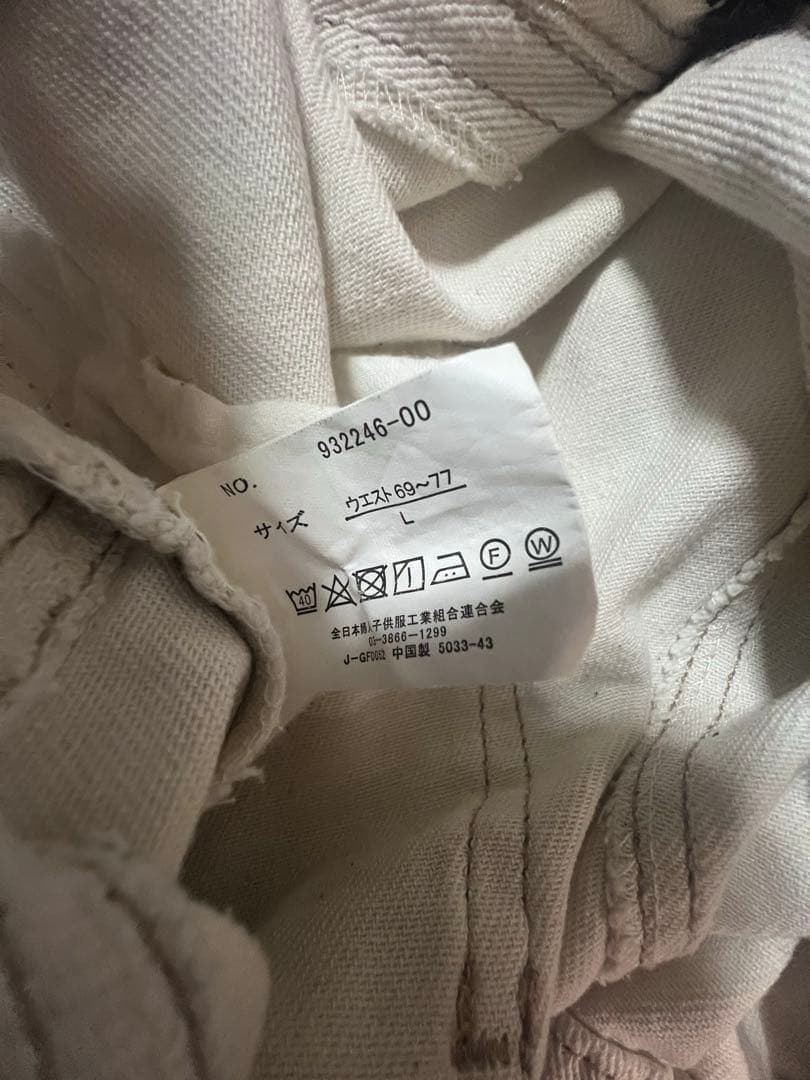 NO. 932246-00
サイズ ウエスト69~77
L
40 F W
全日本婦人子供服工業組合連合会
03-3866-1299
J-GF0052 中国製 5033-43